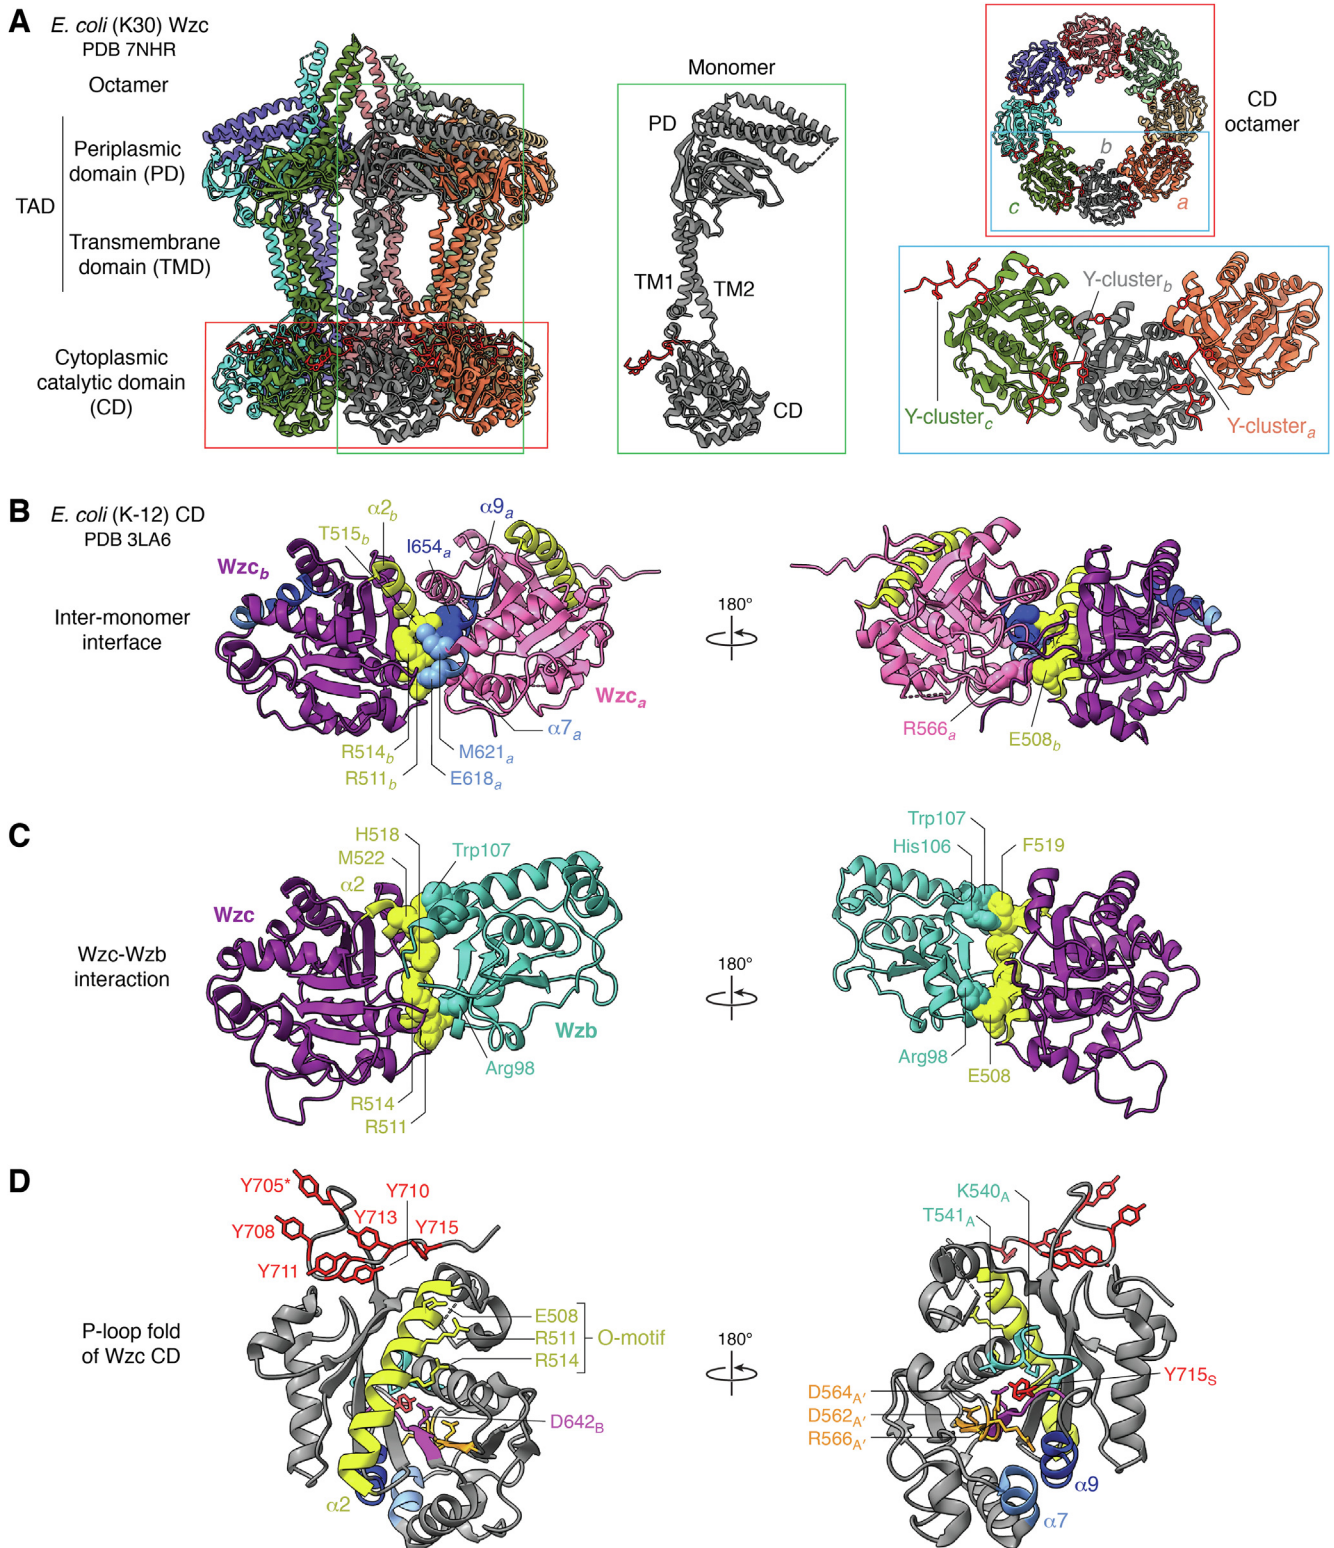 A
E. coli (K30) Wzc
PDB 7NHR
Octamer
TAD
Periplasmic
domain (PD)
Transmembrane
domain (TMD)
Cytoplasmic
catalytic domain
(CD)
Monomer
PD
TM1
TM2
CD
CD
octamer
b
c
a
Y-cluster_b
Y-cluster_c
Y-cluster_a
B
E. coli (K-12) CD
PDB 3LA6
Inter-monomer
interface
α2_b
T515_b
α9_a
I654_a
Wzc_b
Wzc_a
α7_a
R514_b
M621_a
R511_b
E618_a
180°
R566_a
E508_b
C
Wzc-Wzb
interaction
H518
M522
Trp107
α2
Wzc
Wzb
Arg98
R514
R511
180°
Trp107
His106
F519
Arg98
E508
D
P-loop fold
of Wzc CD
Y705*
Y710
Y708
Y713
Y715
Y711
E508
R511
O-motif
R514
D642_B
α2
180°
K540_A
T541_A
Y715_S
D564_A′
D562_A′
R566_A′
α9
α7